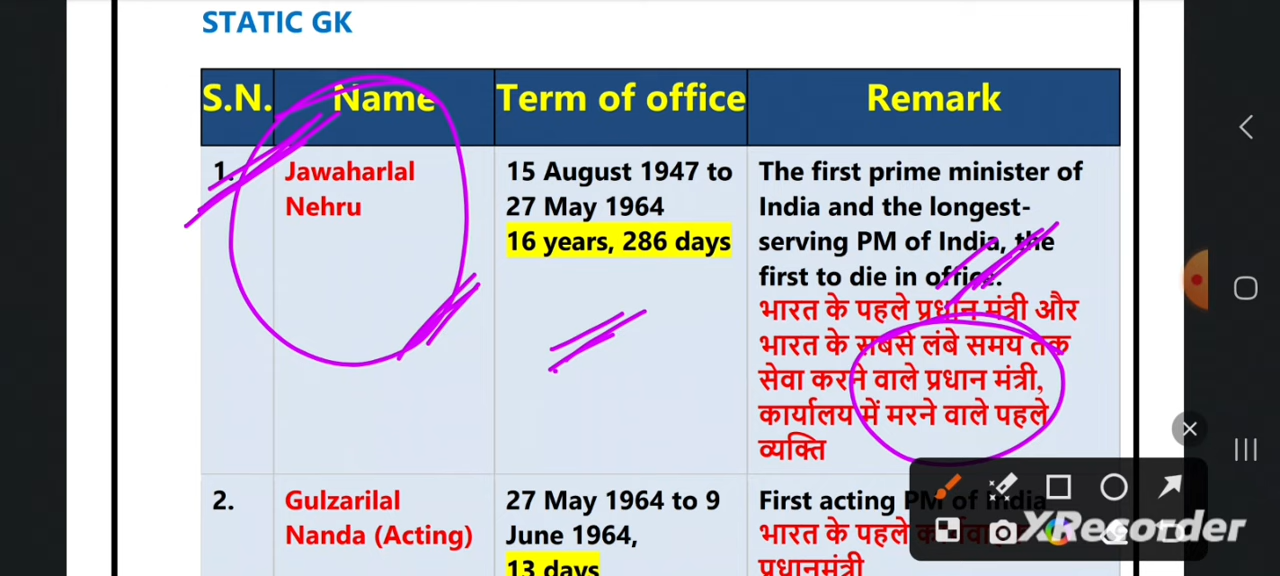 STATIC GK
S.N. Name Term of office Remark
1. Jawaharlal Nehru
15 August 1947 to
27 May 1964
16 years, 286 days
The first prime minister of
India and the longest-
serving PM of India, the
first to die in office.
भारत के पहले प्रधान मंत्री और
भारत के सबसे लंबे समय तक
सेवा करने वाले प्रधान मंत्री,
कार्यालय में मरने वाले पहले
व्यक्ति
2. Gulzarilal
Nanda (Acting)
27 May 1964 to 9
June 1964,
13 days
First acting PM of India
भारत के पहले
प्रधानमंत्री
XRecorder